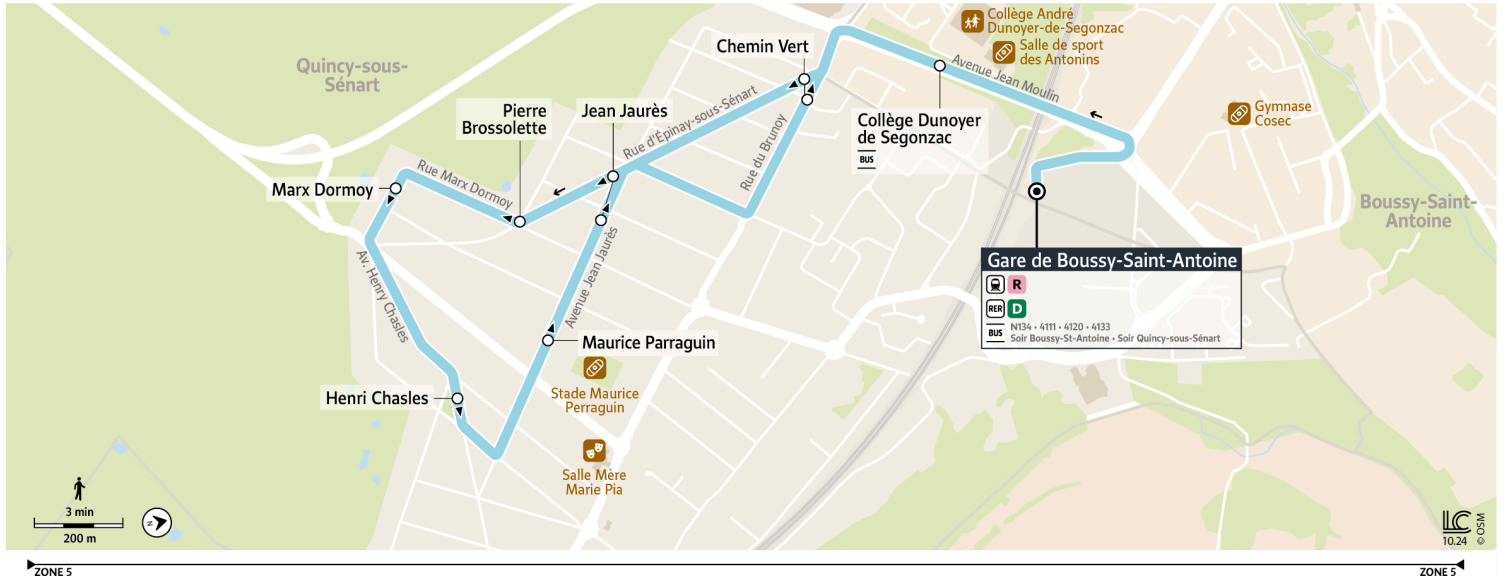 Collège André
Dunoyer-de-Segonzac
Salle de sport
des Antonins
Chemin Vert
Quincy-sous-
Sénart
Avenue Jean Moulin
Pierre
Brossolette
Jean Jaurès
Rue d'Épinay-sous-Sénart
Gymnase
Cosec
Collège Dunoyer
de Segonzac
BUS
Rue du Brunoy
Marx Dormoy
Rue Marx Dormoy
Boussy-Saint-
Antoine
Av. Henry Chasles
Avenue Jean Jaurès
Gare de Boussy-Saint-Antoine
R
RER D
BUS N134 • 4111 • 4120 • 4133
Soir Boussy-St-Antoine • Soir Quincy-sous-Sénart
Maurice Parraguin
Stade Maurice
Perraguin
Henri Chasles
Salle Mère
Marie Pia
3 min
200 m
N
LC
10.24
© OSM
ZONE 5
ZONE 5